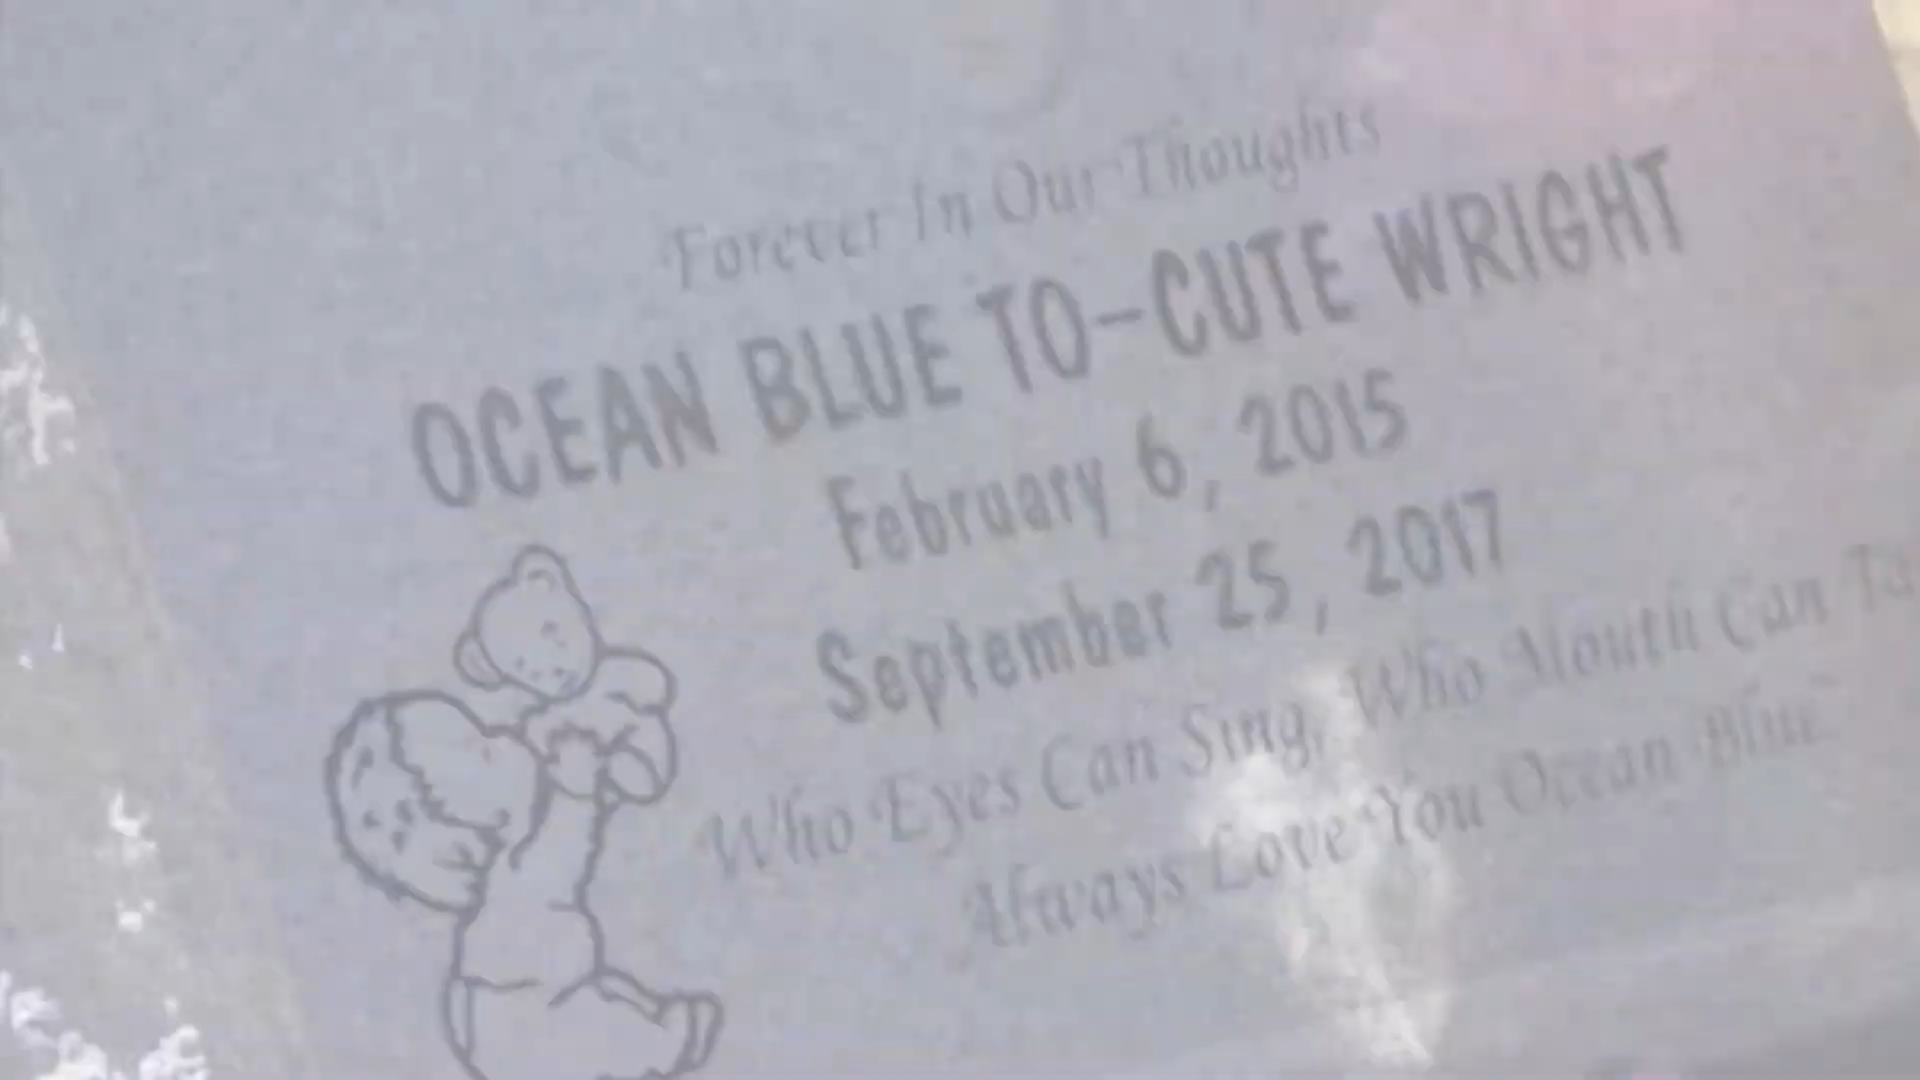 Forever In Our Thoughts
OCEAN BLUE TO-CUTE WRIGHT
February 6, 2015
September 25, 2017
Who Eyes Can Sing, Who Mouth Can
Always Love You Ocean Blue